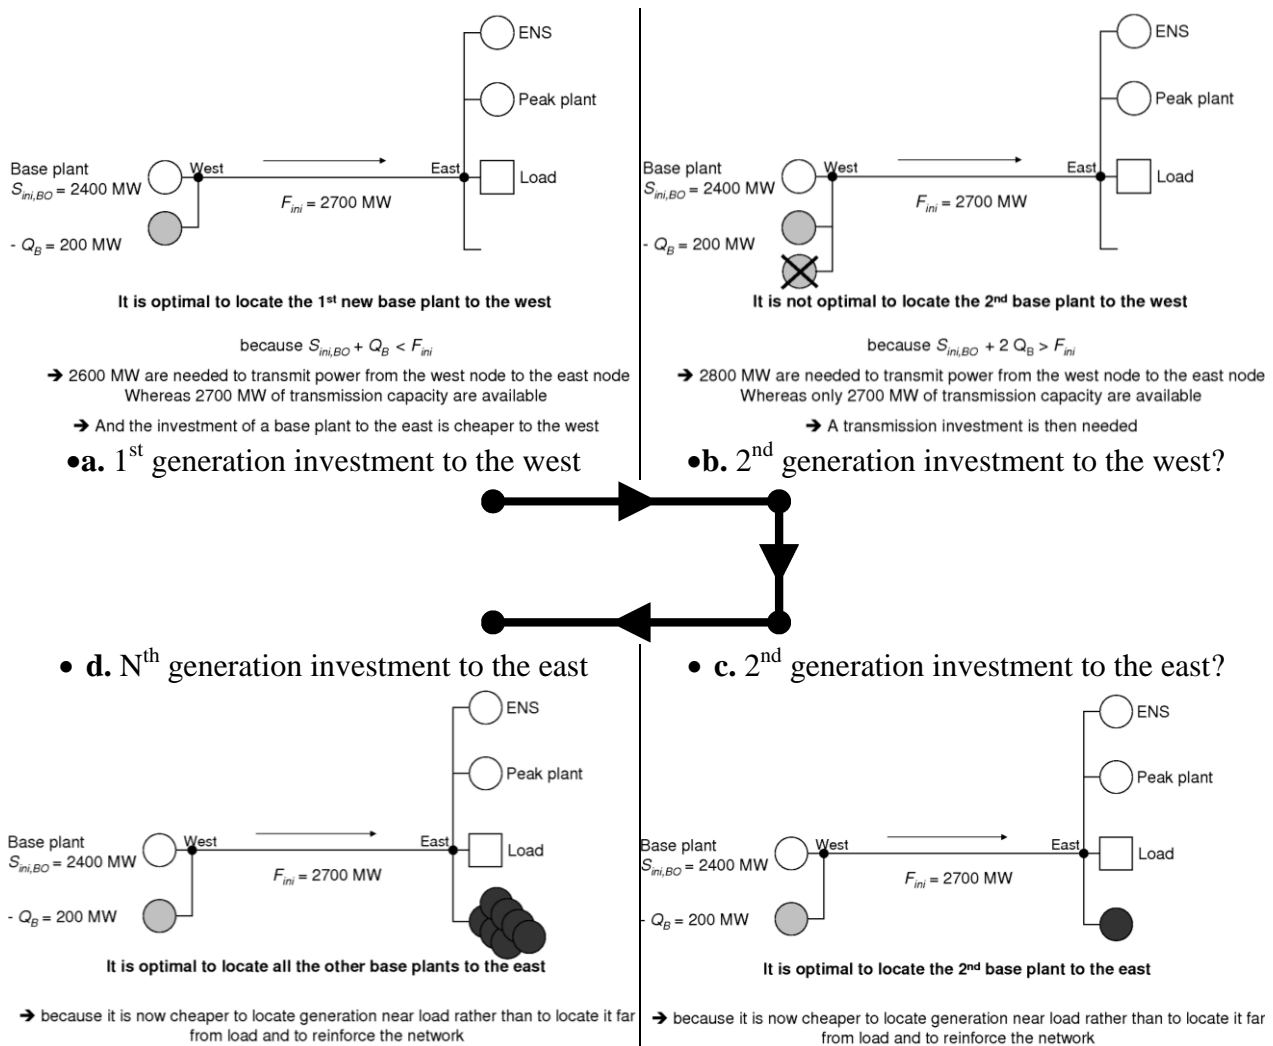 ENS
Peak plant
Base plant
West
East
Load
S_ini,BO = 2400 MW
F_ini = 2700 MW
- Q_B = 200 MW
It is optimal to locate the 1st new base plant to the west
because S_ini,BO + Q_B < F_ini
➔ 2600 MW are needed to transmit power from the west node to the east node
Whereas 2700 MW of transmission capacity are available
➔ And the investment of a base plant to the east is cheaper to the west
•a. 1st generation investment to the west
ENS
Peak plant
Base plant
West
East
Load
S_ini,BO = 2400 MW
F_ini = 2700 MW
- Q_B = 200 MW
It is not optimal to locate the 2nd base plant to the west
because S_ini,BO + 2 Q_B > F_ini
➔ 2800 MW are needed to transmit power from the west node to the east node
Whereas only 2700 MW of transmission capacity are available
➔ A transmission investment is then needed
•b. 2nd generation investment to the west?
• d. Nth generation investment to the east
ENS
Peak plant
Base plant
West
East
Load
S_ini,BO = 2400 MW
F_ini = 2700 MW
- Q_B = 200 MW
It is optimal to locate all the other base plants to the east
➔ because it is now cheaper to locate generation near load rather than to locate it far
from load and to reinforce the network
• c. 2nd generation investment to the east?
ENS
Peak plant
Base plant
West
East
Load
S_ini,BO = 2400 MW
F_ini = 2700 MW
- Q_B = 200 MW
It is optimal to locate the 2nd base plant to the east
➔ because it is now cheaper to locate generation near load rather than to locate it far
from load and to reinforce the network